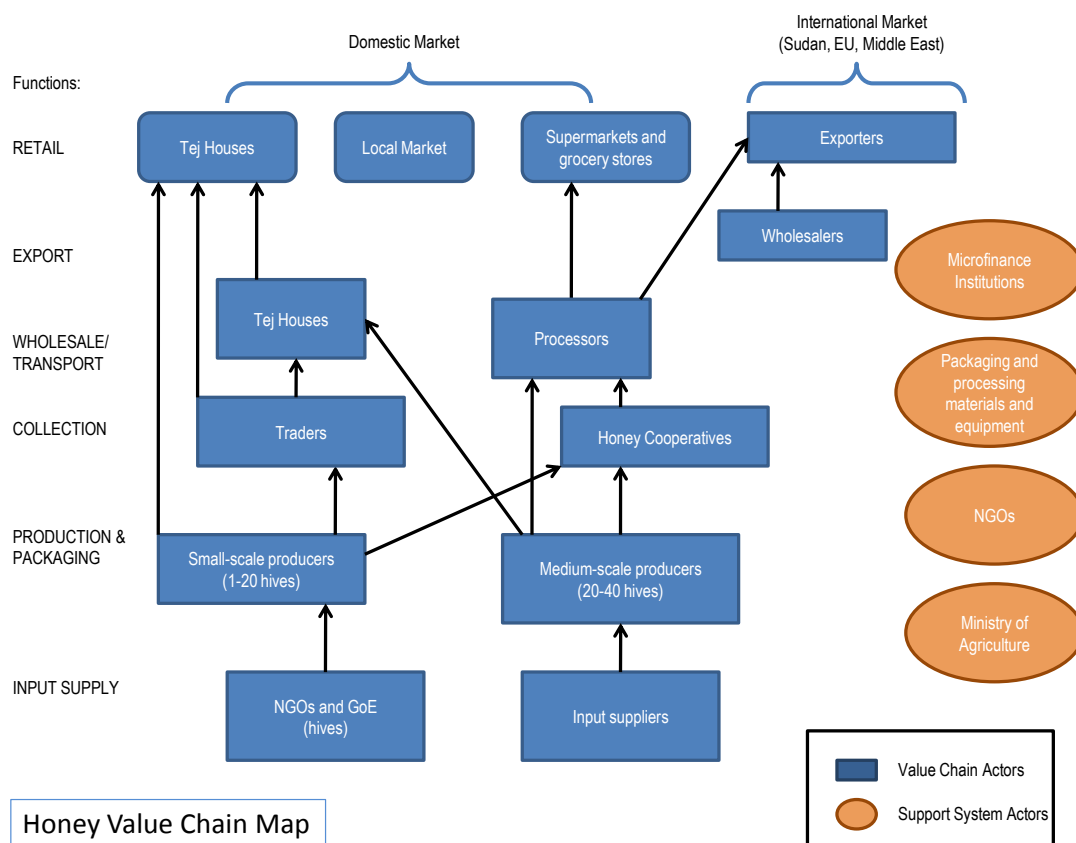 International Market
(Sudan, EU, Middle East)
Domestic Market
Functions:
RETAIL
Tej Houses
Local Market
Supermarkets and
grocery stores
Exporters
Wholesalers
EXPORT
Microfinance
Institutions
Tej Houses
Processors
WHOLESALE/
TRANSPORT
Packaging and
processing
materials and
equipment
COLLECTION
Traders
Honey Cooperatives
NGOs
PRODUCTION &
PACKAGING
Small-scale producers
(1-20 hives)
Medium-scale producers
(20-40 hives)
Ministry of
Agriculture
INPUT SUPPLY
NGOs and GoE
(hives)
Input suppliers
Value Chain Actors
Support System Actors
Honey Value Chain Map